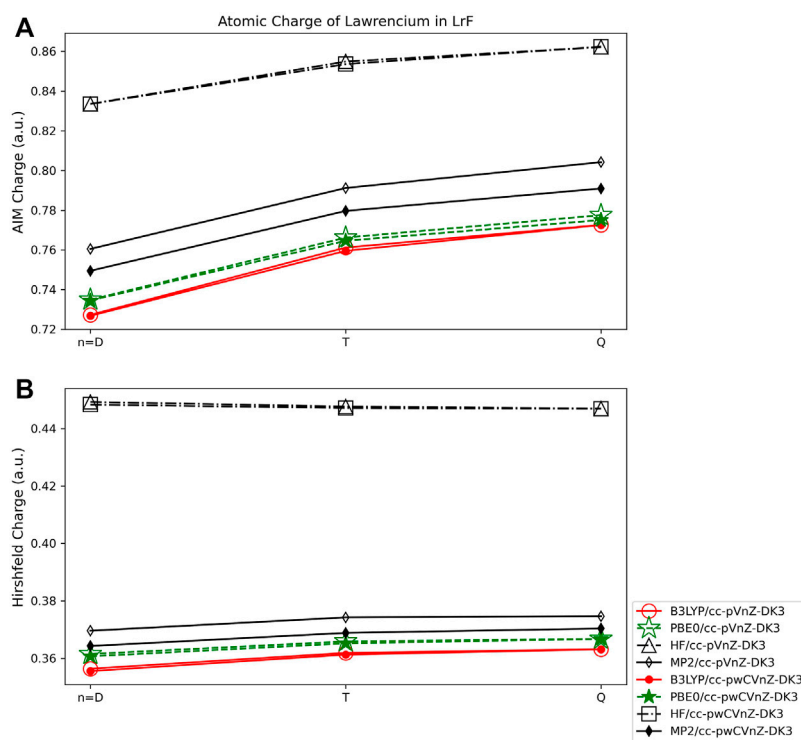 A
Atomic Charge of Lawrencium in LrF
AIM Charge (a.u.)
0.86
0.84
0.82
0.80
0.78
0.76
0.74
0.72
n=D
T
Q
B
Hirshfeld Charge (a.u.)
0.44
0.42
0.40
0.38
0.36
n=D
T
Q
B3LYP/cc-pVnZ-DK3
PBE0/cc-pVnZ-DK3
HF/cc-pVnZ-DK3
MP2/cc-pVnZ-DK3
B3LYP/cc-pwCVnZ-DK3
PBE0/cc-pwCVnZ-DK3
HF/cc-pwCVnZ-DK3
MP2/cc-pwCVnZ-DK3